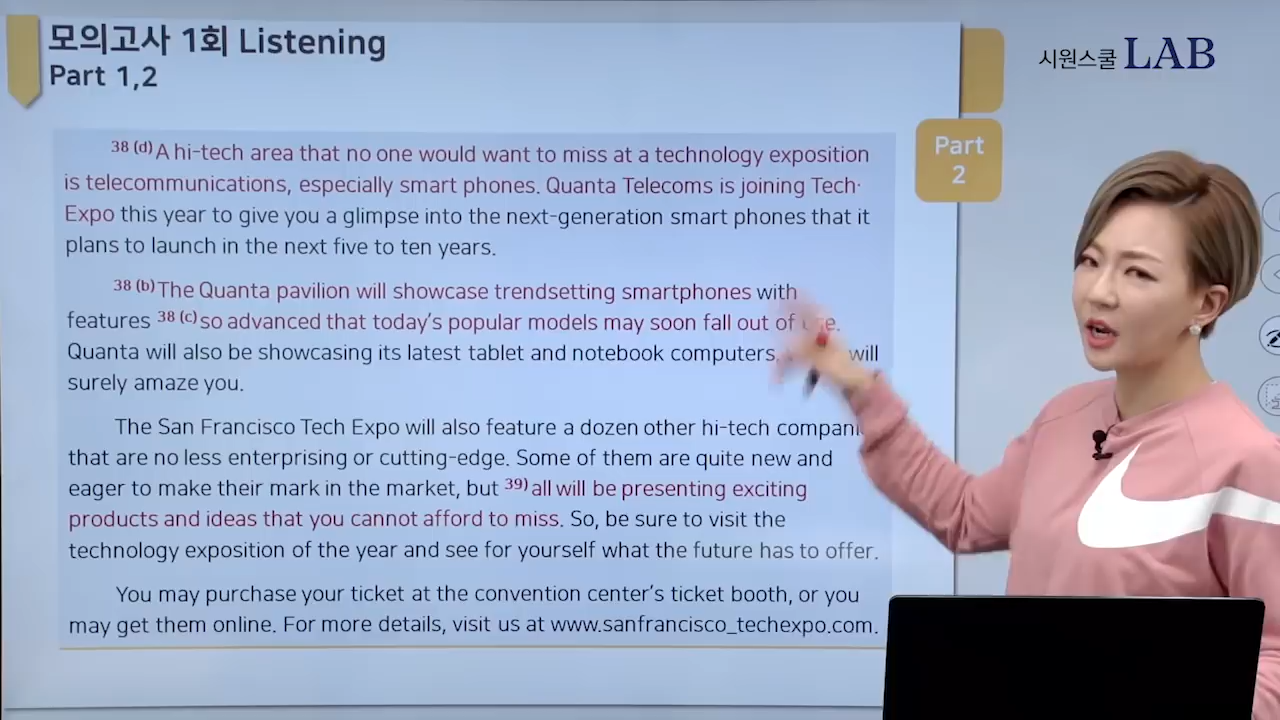 모의고사 1회 Listening
Part 1,2
시원스쿨 LAB
Part
2
38 (d) A hi-tech area that no one would want to miss at a technology exposition
is telecommunications, especially smart phones. Quanta Telecoms is joining Tech
Expo this year to give you a glimpse into the next-generation smart phones that it
plans to launch in the next five to ten years.
38 (b) The Quanta pavilion will showcase trendsetting smartphones with
features 38 (c) so advanced that today's popular models may soon fall out of
Quanta will also be showcasing its latest tablet and notebook computers, will
surely amaze you.
The San Francisco Tech Expo will also feature a dozen other hi-tech
that are no less enterprising or cutting-edge. Some of them are quite new and
eager to make their mark in the market, but 39) all will be presenting exciting
products and ideas that you cannot afford to miss. So, be sure to visit the
technology exposition of the year and see for yourself what the future has to offer.
You may purchase your ticket at the convention center's ticket booth, or you
may get them online. For more details, visit us at www.sanfrancisco_techexpo.com.